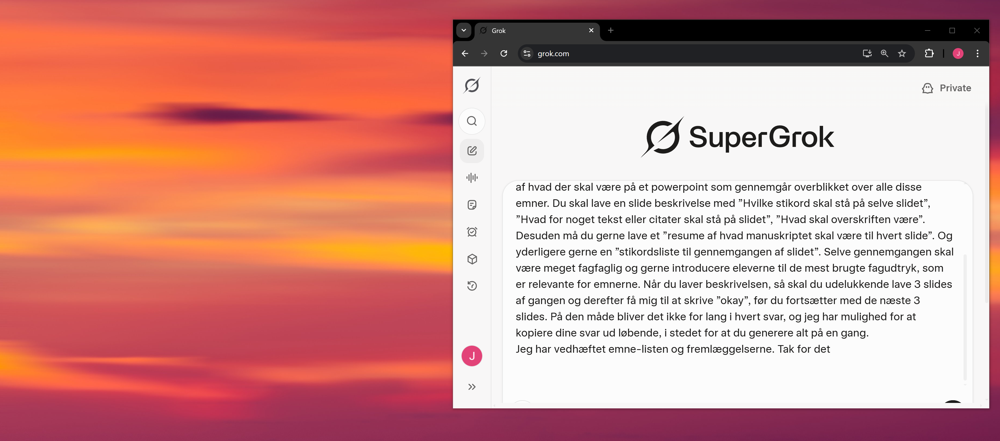 Grok
grok.com
J
Private
SuperGrok
af hvad der skal være på et powerpoint som gennemgår overblikket over alle disse
emner. Du skal lave en slide beskrivelse med ”Hvilke stikord skal stå på selve slidet”,
”Hvad for noget tekst eller citater skal stå på slidet”, ”Hvad skal overskriften være”.
Desuden må du gerne lave et ”resume af hvad manuskriptet skal være til hvert slide”. Og
yderligere gerne en ”stikordsliste til gennemgangen af slidet”. Selve gennemgangen skal
være meget fagfaglig og gerne introducere eleverne til de mest brugte fagudtryk, som
er relevante for emnerne. Når du laver beskrivelsen, så skal du udelukkende lave 3 slides
af gangen og derefter få mig til at skrive ”okay”, før du fortsætter med de næste 3
slides. På den måde bliver det ikke for lang i hvert svar, og jeg har mulighed for at
kopiere dine svar ud løbende, i stedet for at du generere alt på en gang.
Jeg har vedhæftet emne-listen og fremlæggelserne. Tak for det
J